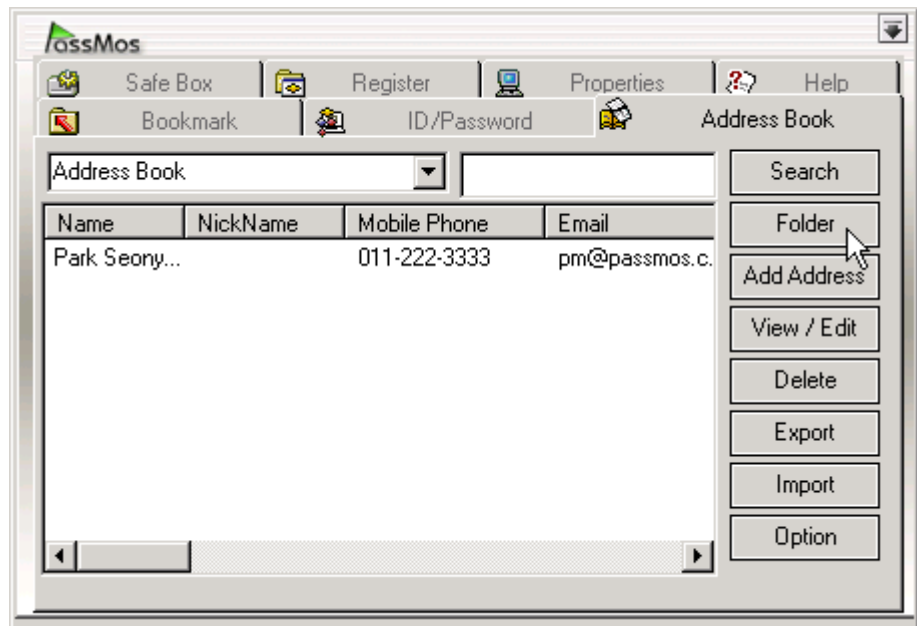 PassMos
Safe Box Register Properties Help
Bookmark ID/Password Address Book
Address Book Search
Name NickName Mobile Phone Email Folder
Park Seony... 011-222-3333 pm@passmos.c.
Add Address
View / Edit
Delete
Export
Import
Option